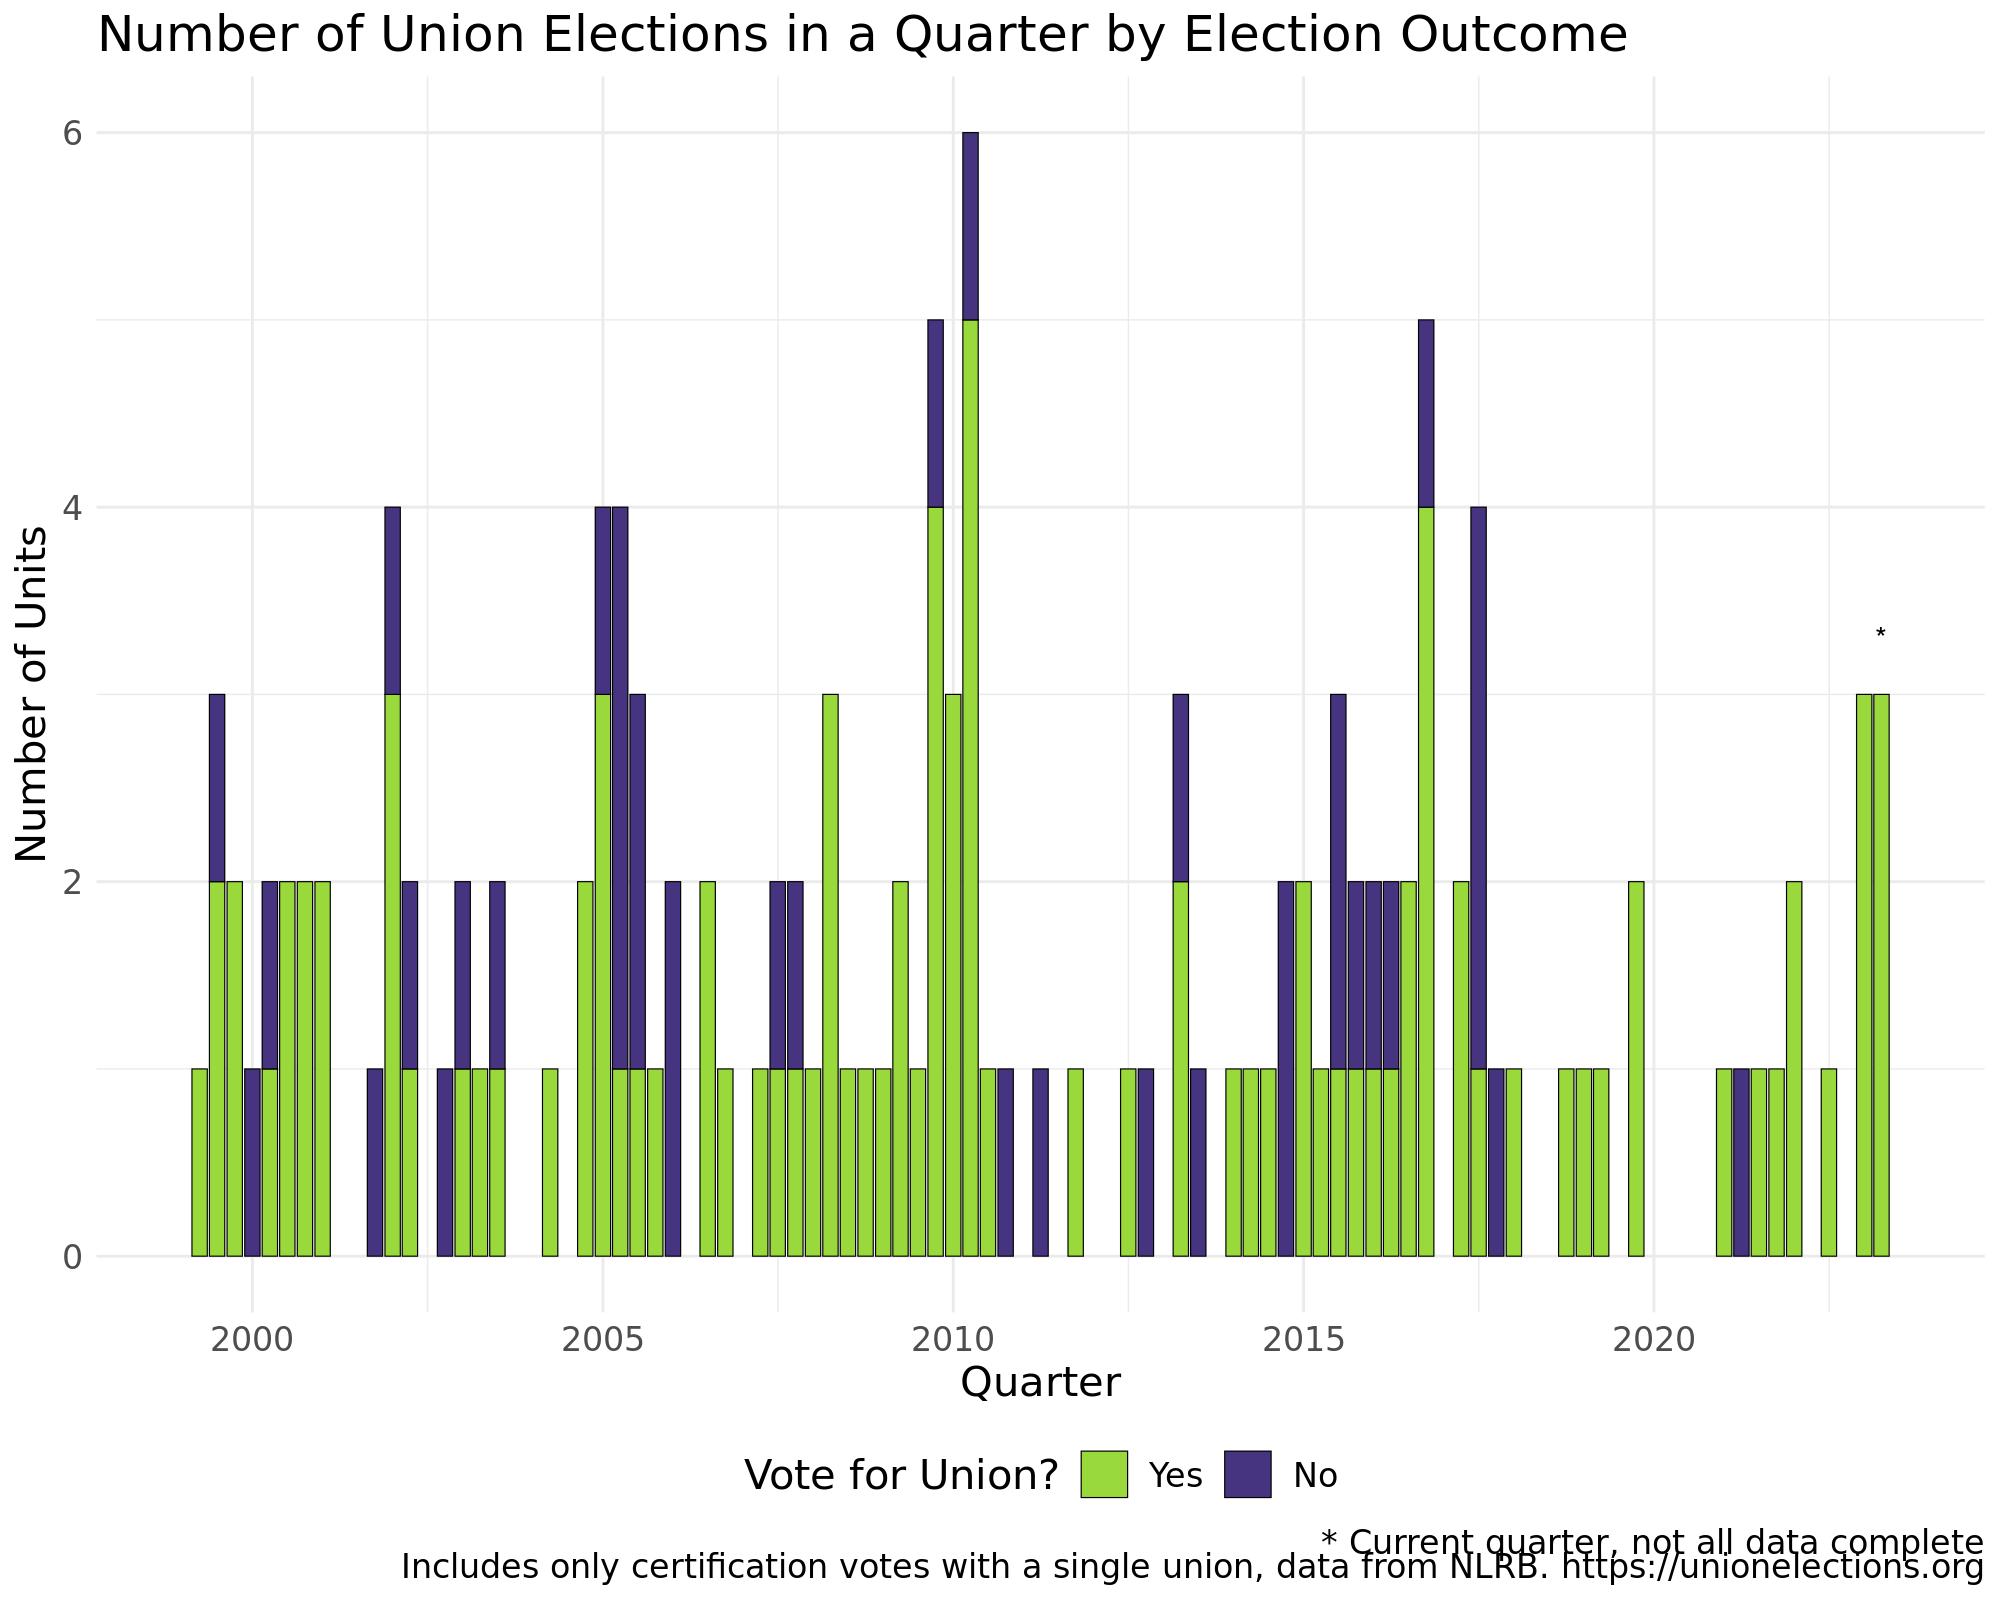 Number of Union Elections in a Quarter by Election Outcome
6
4
2
0
Number of Units
*
2000 2005 2010 2015 2020
Quarter
Vote for Union? Yes No
* Current quarter, not all data complete
Includes only certification votes with a single union, data from NLRB. https://unionelections.org